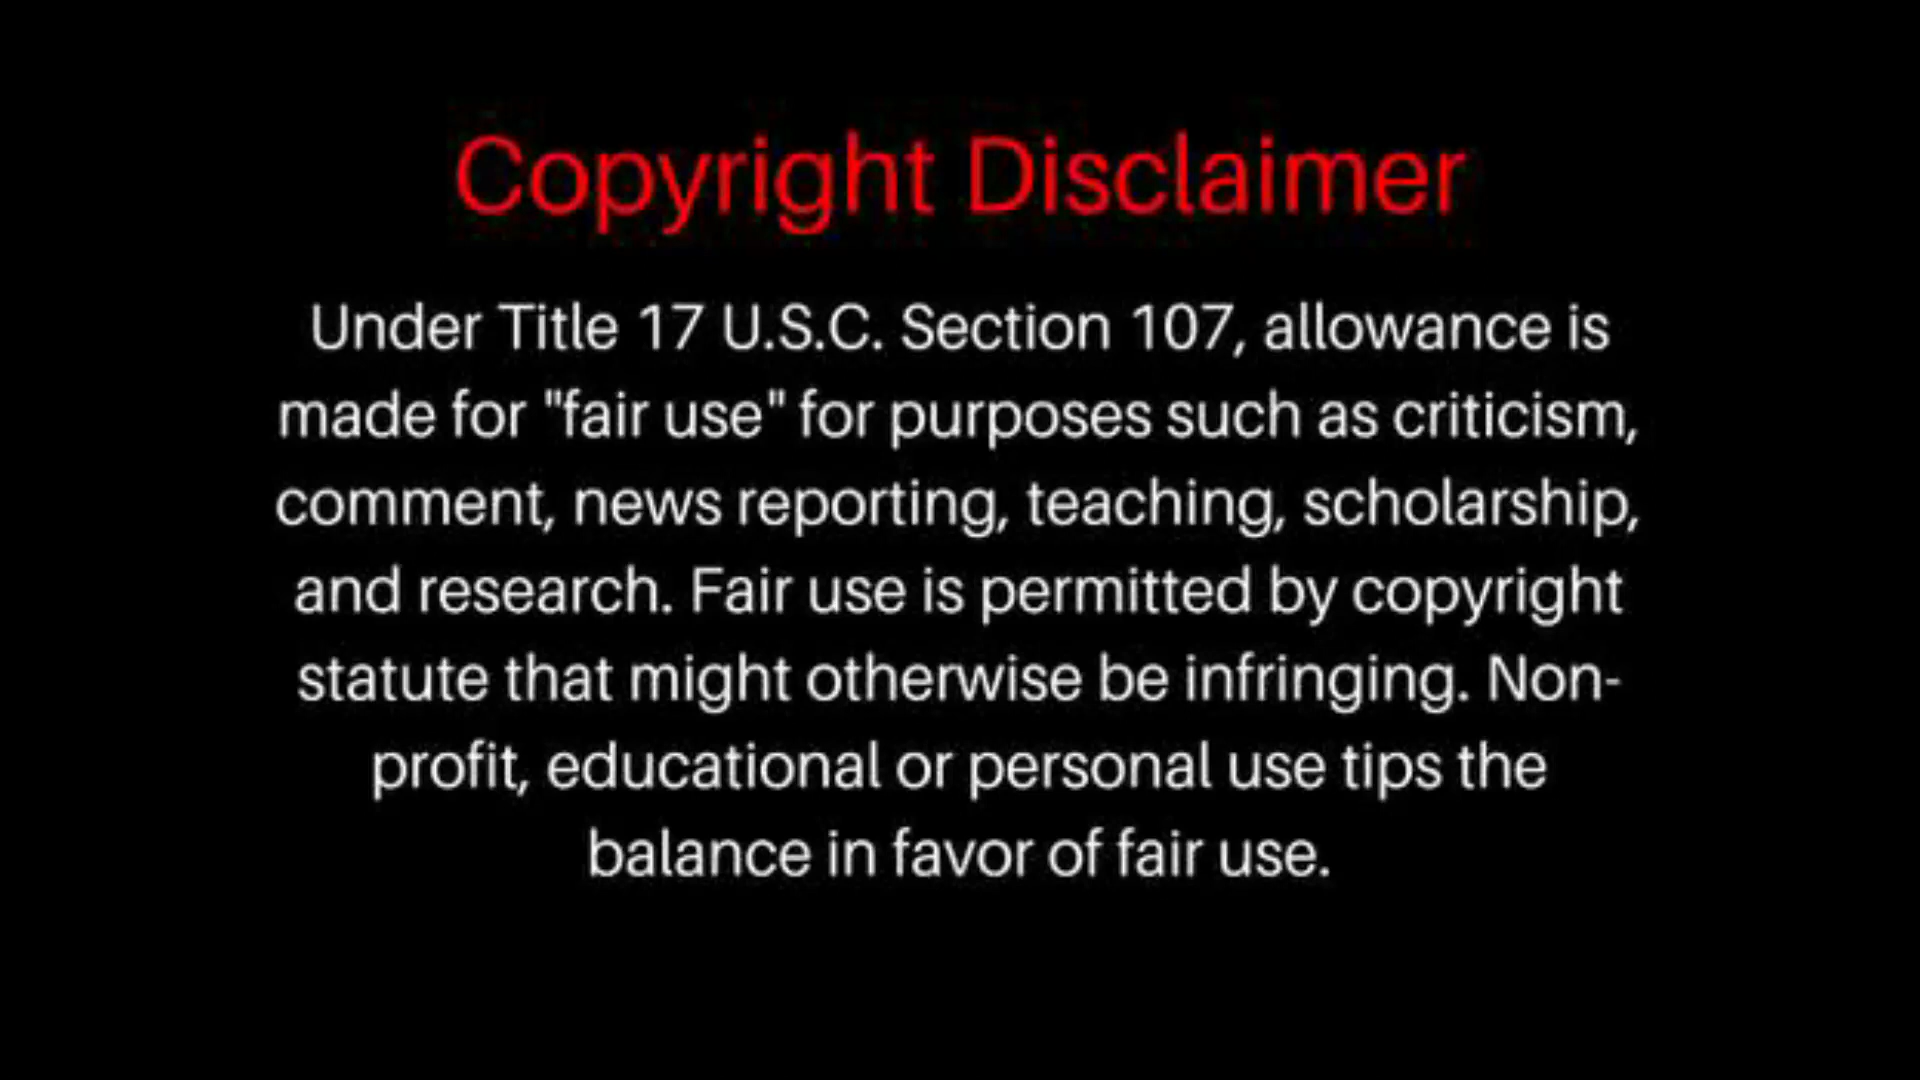 Copyright Disclaimer
Under Title 17 U.S.C. Section 107, allowance is
made for "fair use" for purposes such as criticism,
comment, news reporting, teaching, scholarship,
and research. Fair use is permitted by copyright
statute that might otherwise be infringing. Non-
profit, educational or personal use tips the
balance in favor of fair use.